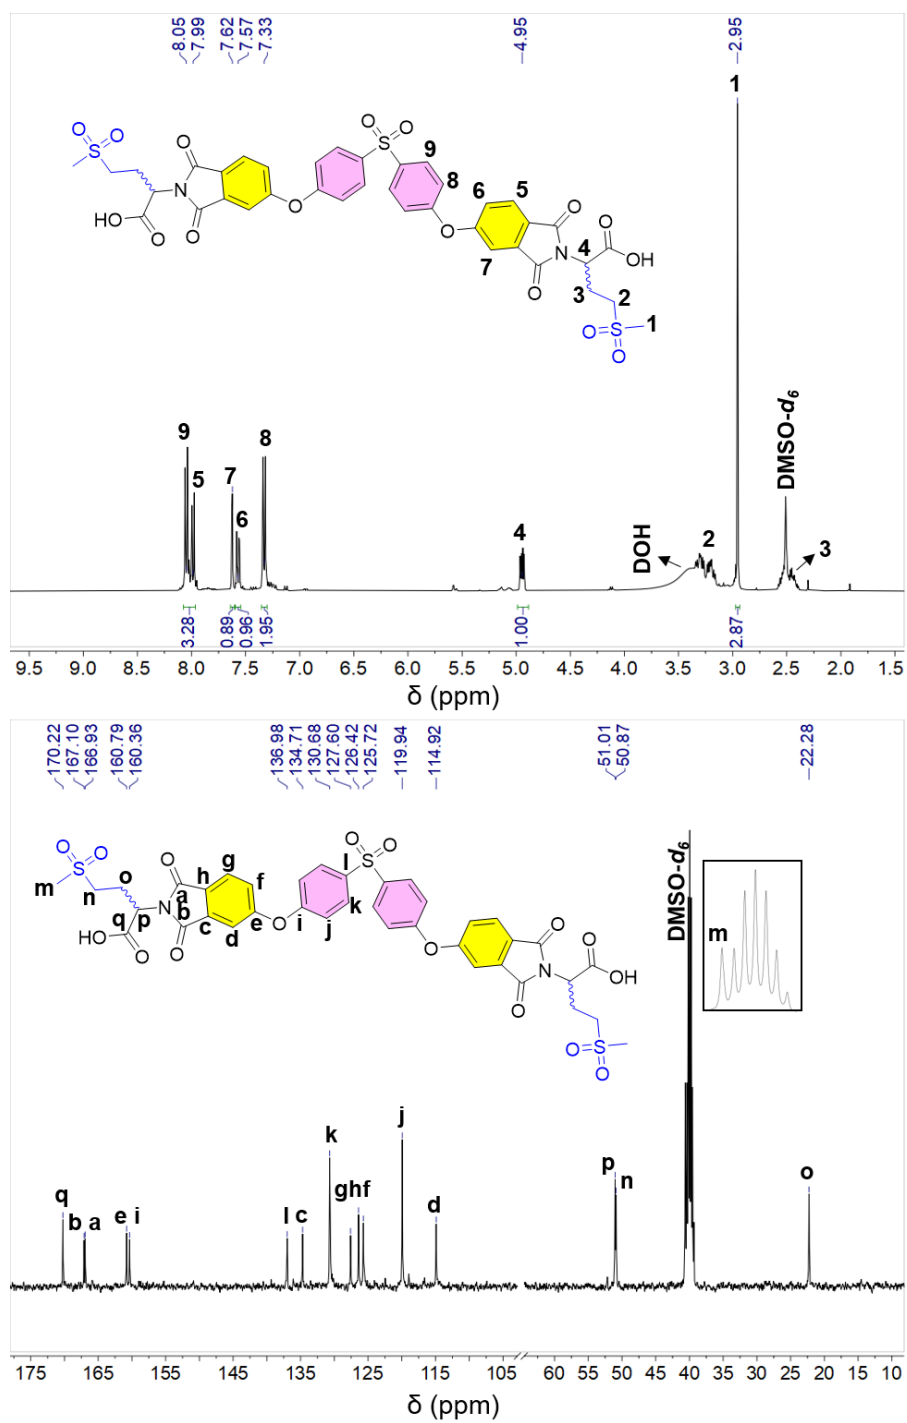 8.05 7.99 7.62 7.57 7.33 4.95 2.95
1
O O O O
S S 9
O 8 6 5
N O
HO O O O O O
O 7 N 4 OH
O 3 2
O S 1
O
9 5 7 6 8 4 DOH 2 DMSO-d6 3
3.28 0.89 0.96 1.95 1.00 2.87
9.5 9.0 8.5 8.0 7.5 7.0 6.5 6.0 5.5 5.0 4.5 4.0 3.5 3.0 2.5 2.0 1.5
δ (ppm)
170.22 167.10 166.93 160.79 160.36 136.98 134.71 130.68 127.60 126.42 125.72 119.94 114.92 51.01 50.87 22.28
O O O O
S o O g l S
m n h a f k
q p N b c d e O i j
HO O O O O O
N OH
O O
O S
O
DMSO-d6 m
q b a e i l c k g h f j d p n o
175 165 155 145 135 125 115 105 60 55 50 45 40 35 30 25 20 15 10
δ (ppm)